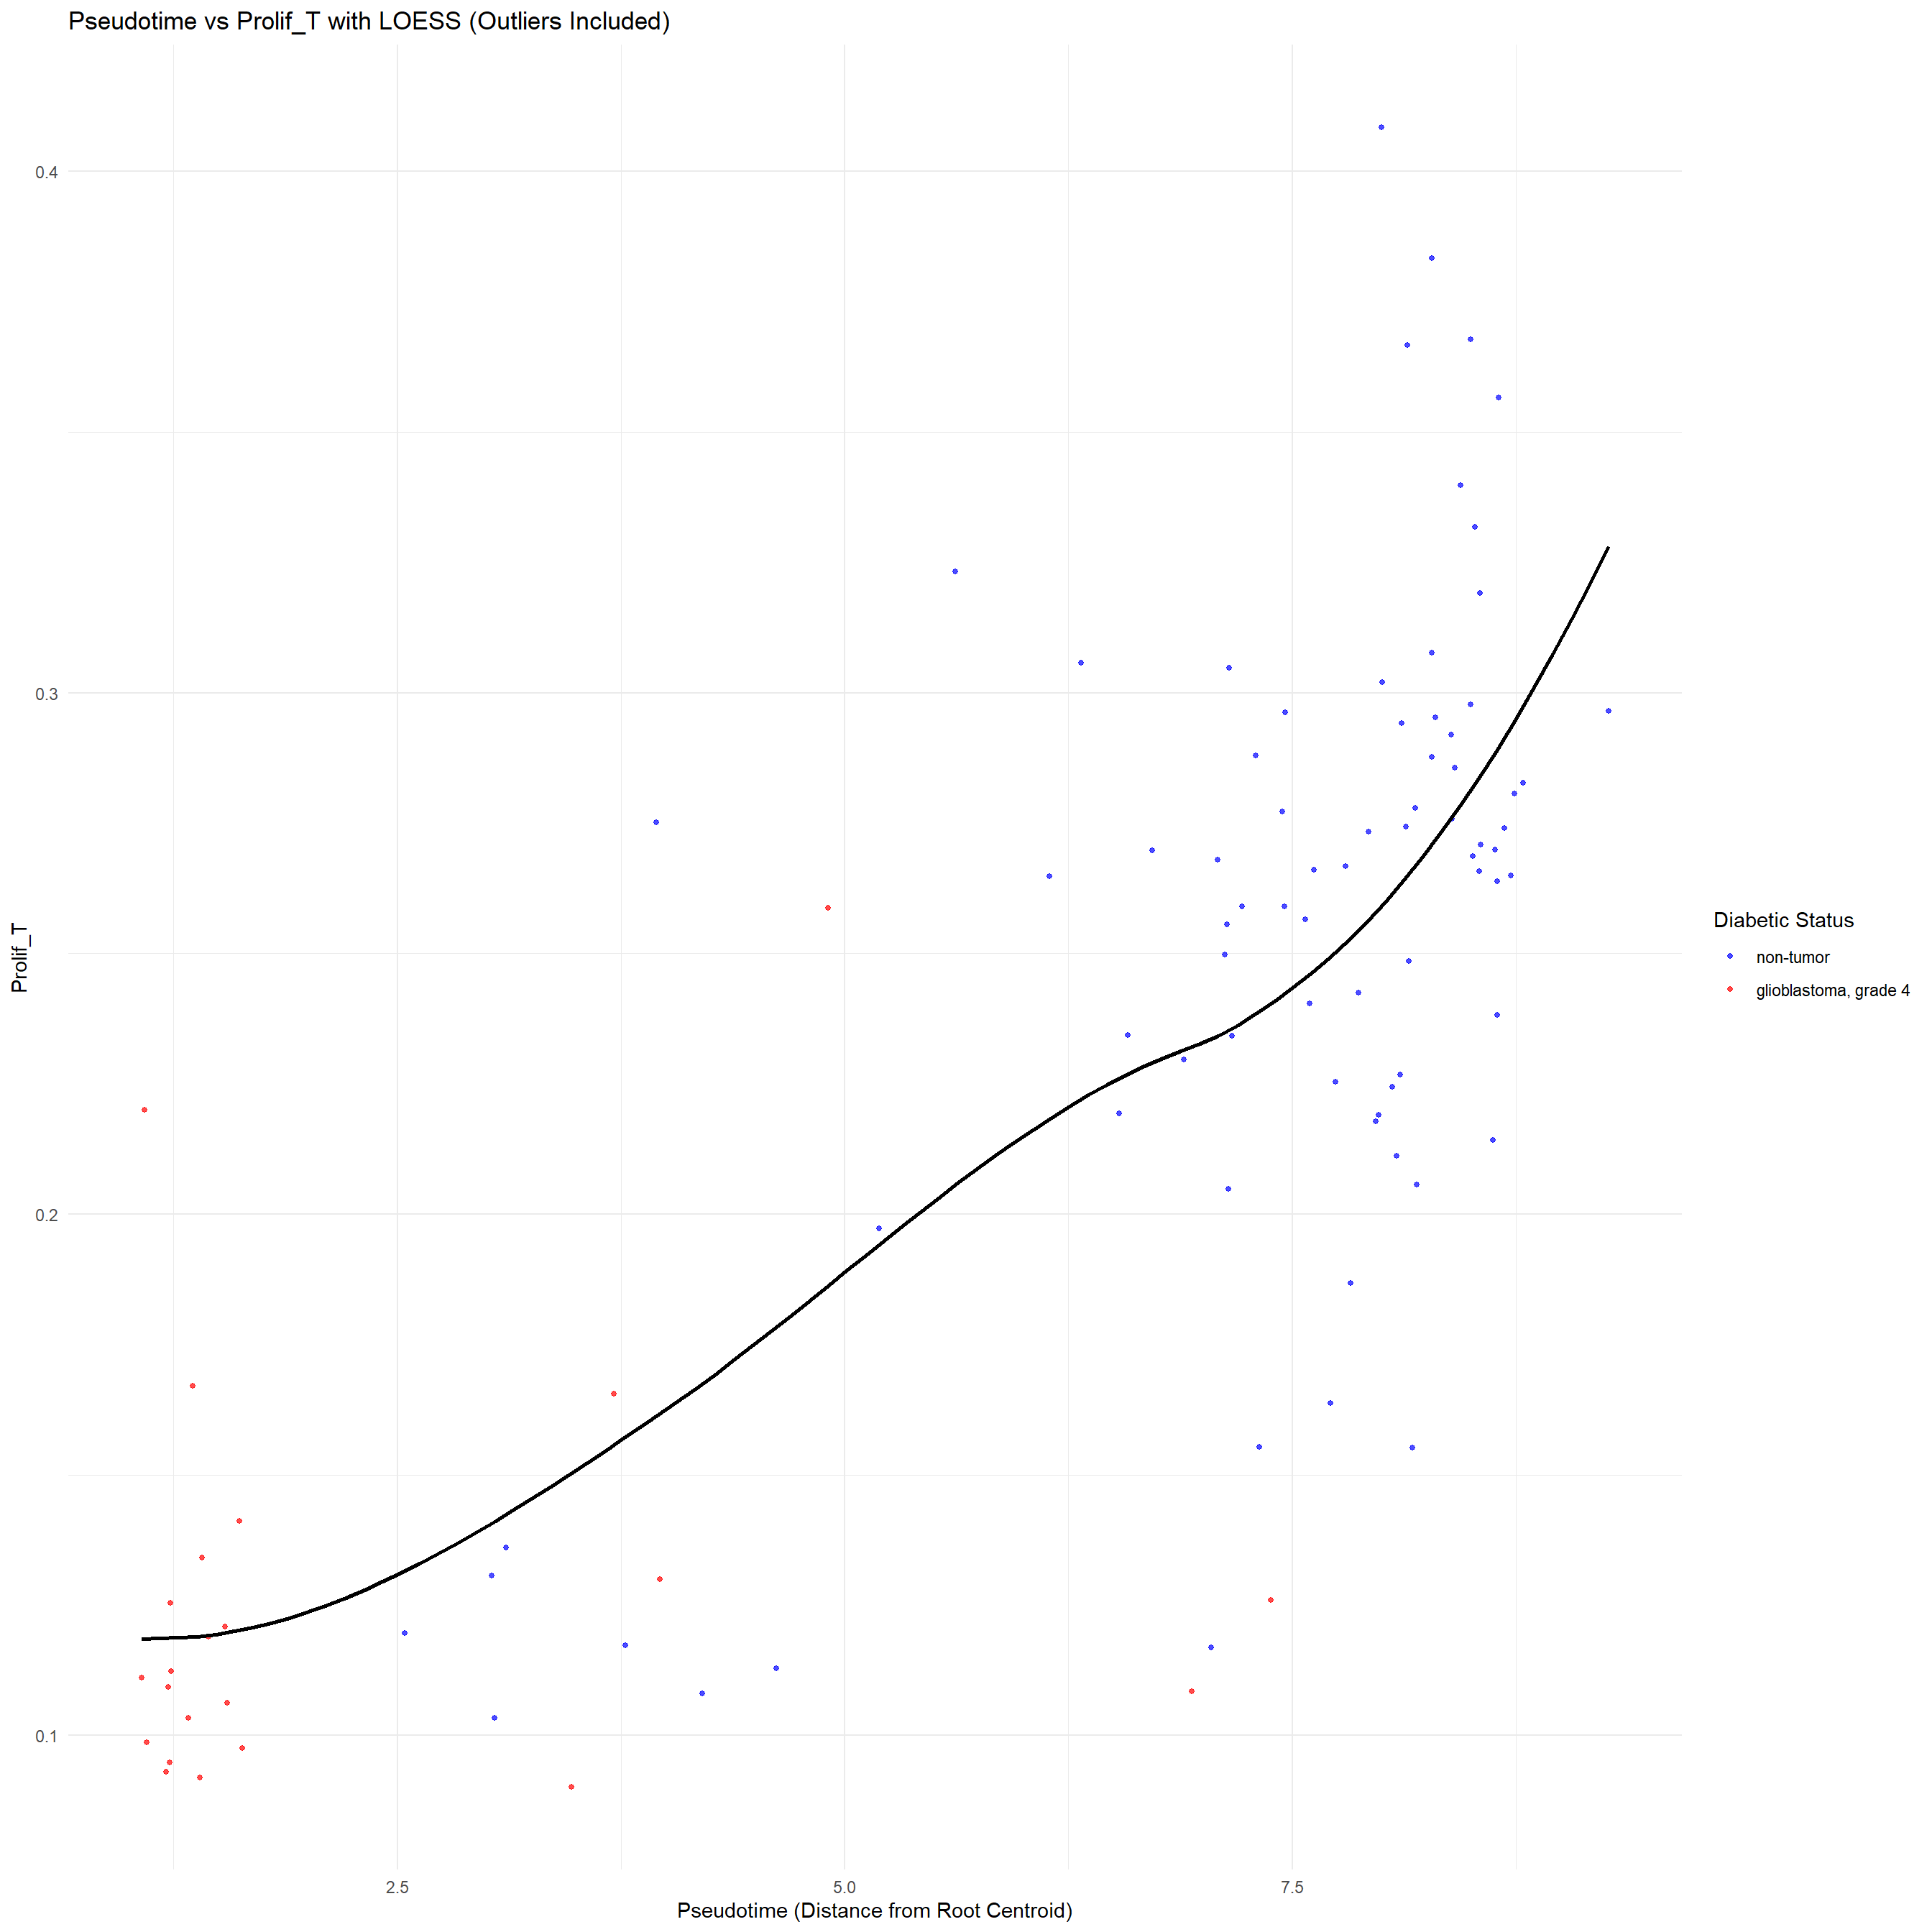 Pseudotime vs Prolif_T with LOESS (Outliers Included)
0.4
0.3
0.2
0.1
Prolif_T
2.5 5.0 7.5
Pseudotime (Distance from Root Centroid)
Diabetic Status
non-tumor
glioblastoma, grade 4